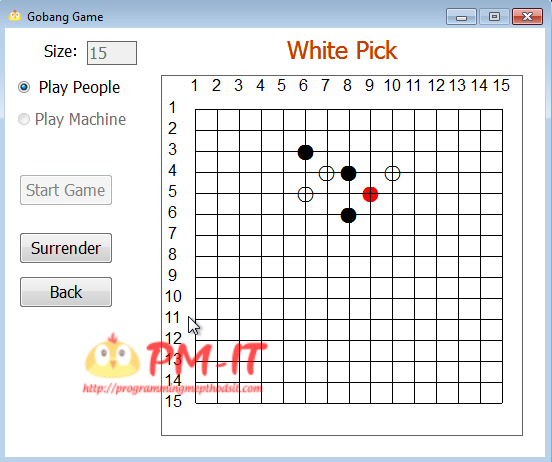 Gobang Game
Size: 15
White Pick
Play People
Play Machine
Start Game
Surrender
Back
1 2 3 4 5 6 7 8 9 10 11 12 13 14 15
1
2
3
4
5
6
7
8
9
10
11
12
13
14
15
PM-IT
http://programmingmepthodsit.com